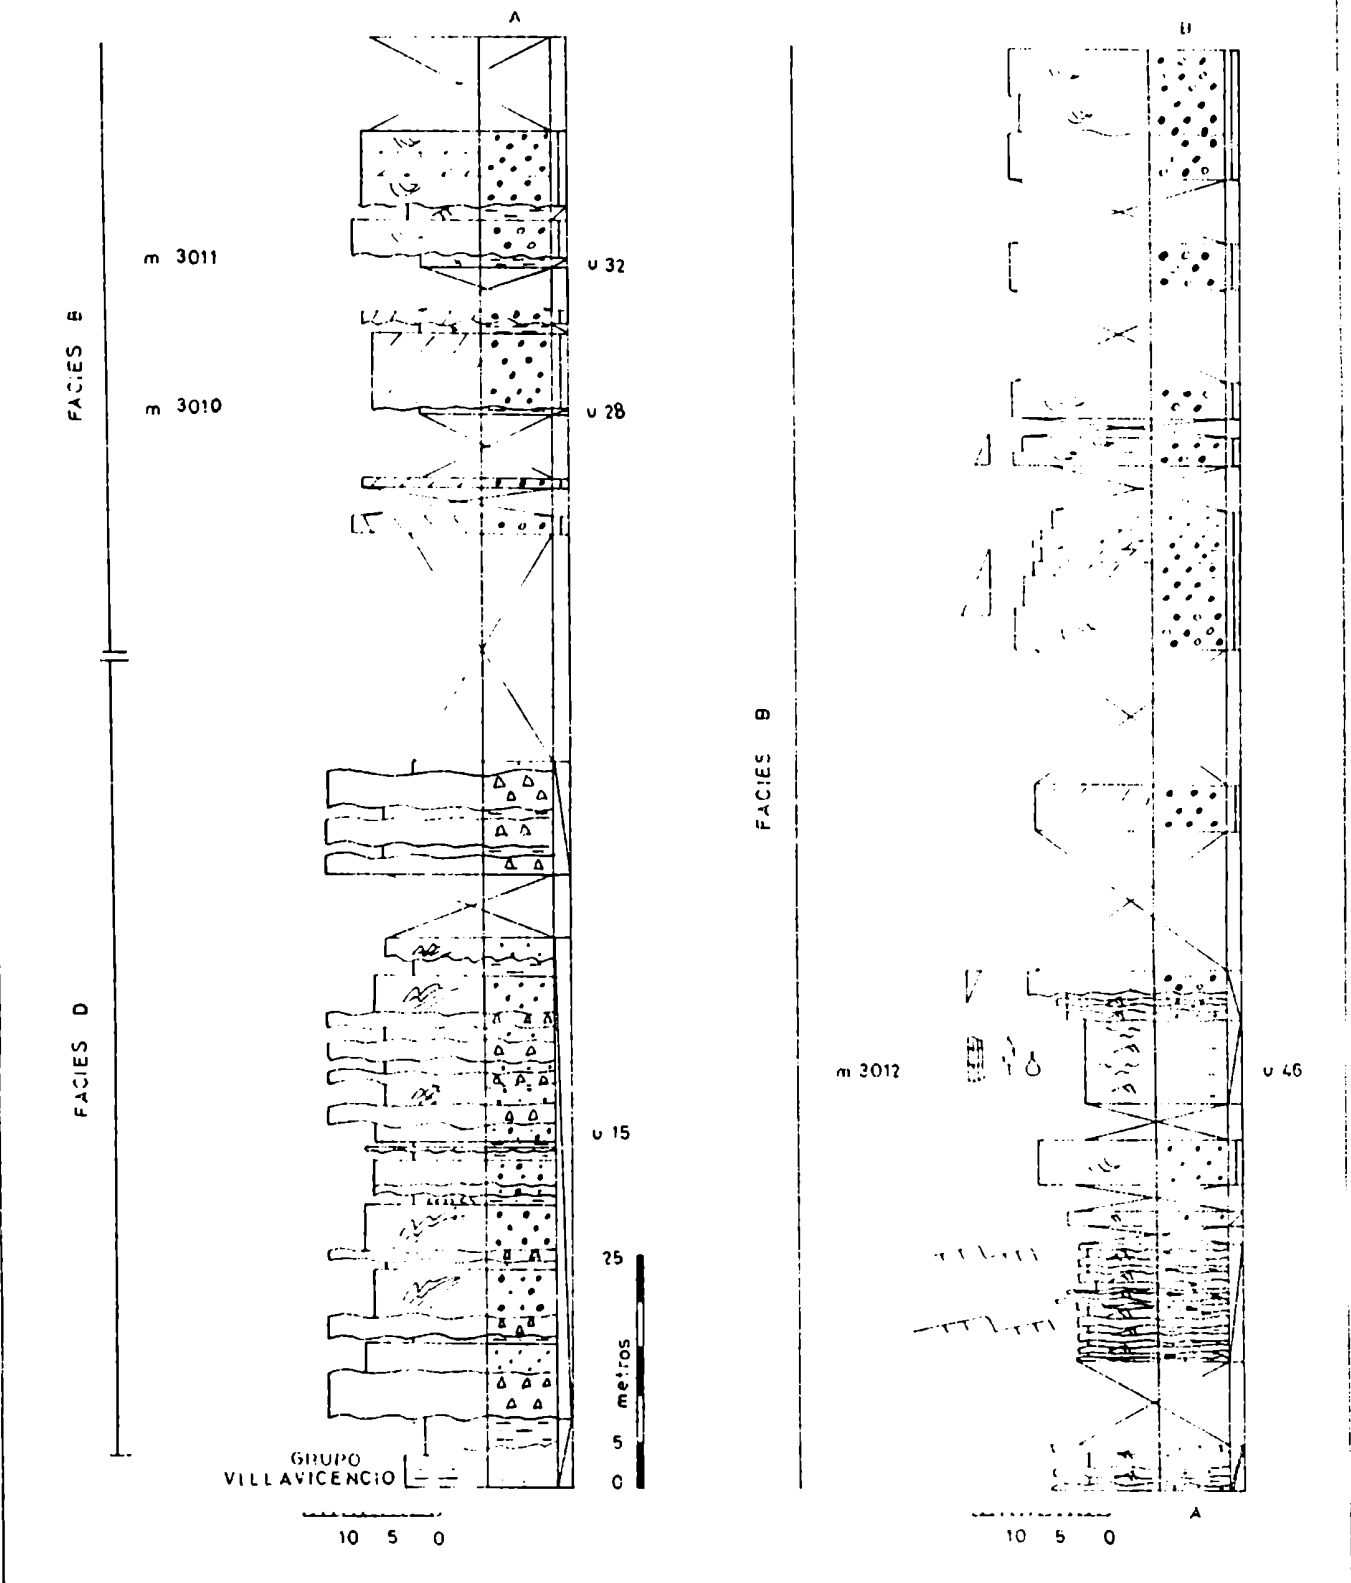 A
m 3011
u 32
FACIES B
m 3010
u 28
FACIES D
u 15
25
metros
5
0
GRUPO
VILLAVICENCIO
10 5 0
B
FACIES B
m 3012
u 46
A
10 5 0